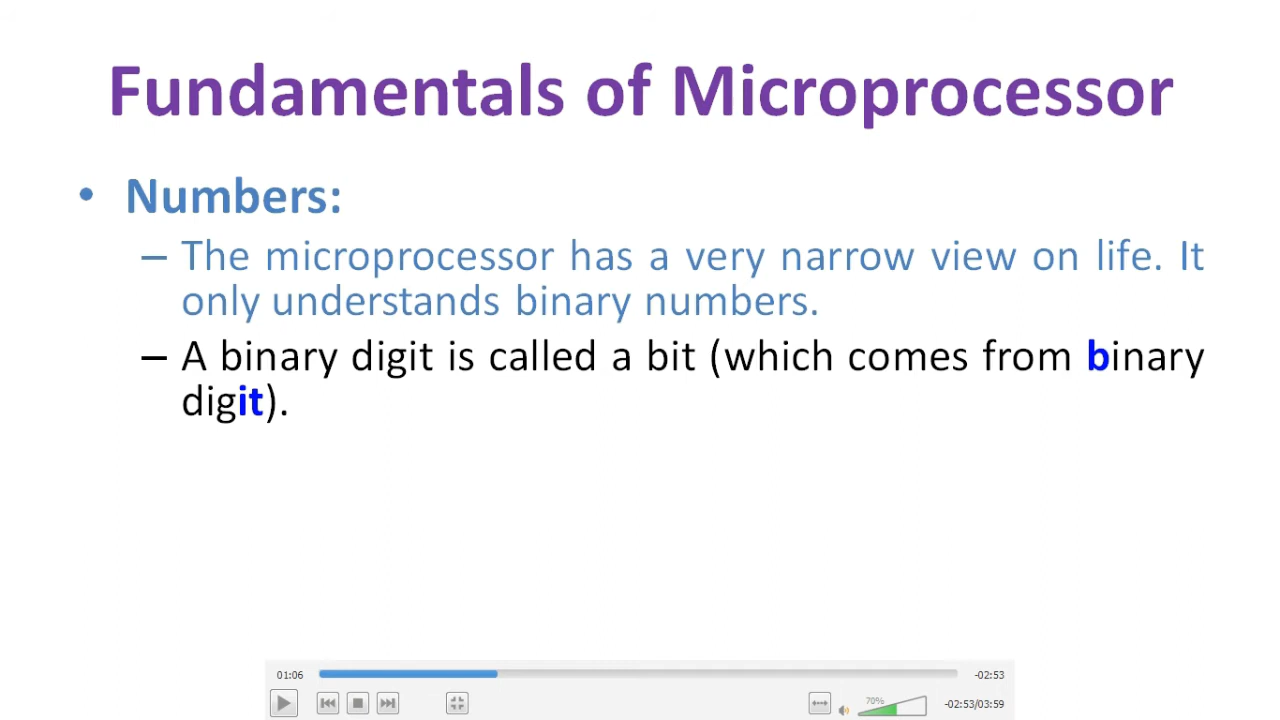 Fundamentals of Microprocessor
• Numbers:
– The microprocessor has a very narrow view on life. It
only understands binary numbers.
– A binary digit is called a bit (which comes from binary
digit).
01:06 -02:53
70% -02:53/03:59